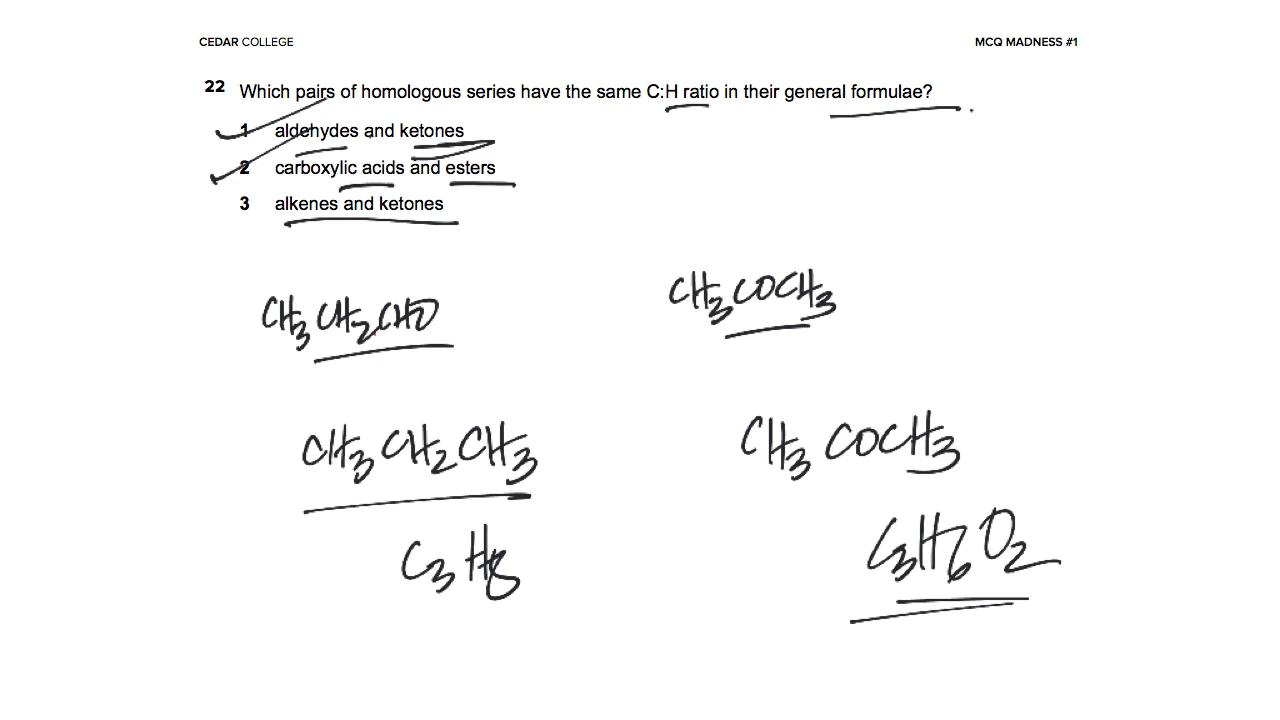 CEDAR COLLEGE MCQ MADNESS #1
22 Which pairs of homologous series have the same C:H ratio in their general formulae?
1 aldehydes and ketones
2 carboxylic acids and esters
3 alkenes and ketones
CH3CH2CHO CH3COCH3
CH3CH2CH3 CH3COCH3
C3H8 C3H6O2